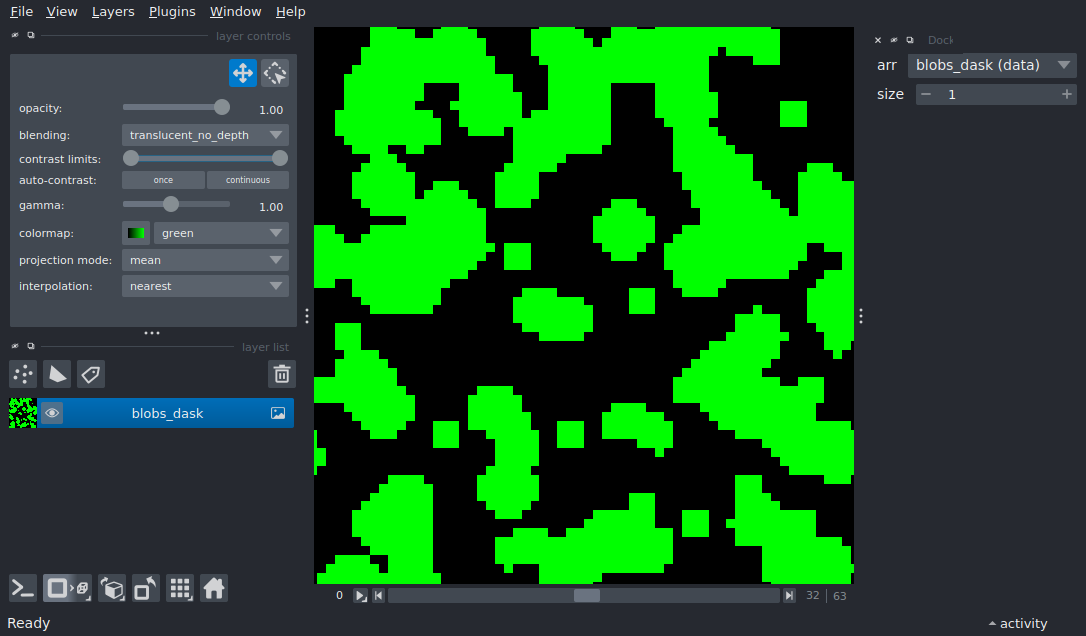 File View Layers Plugins Window Help
layer controls
opacity: 1.00
blending: translucent_no_depth
contrast limits:
auto-contrast: once continuous
gamma: 1.00
colormap: green
projection mode: mean
interpolation: nearest
layer list
blobs_dask
Dock
arr blobs_dask (data)
size 1
0 32 63
Ready
activity